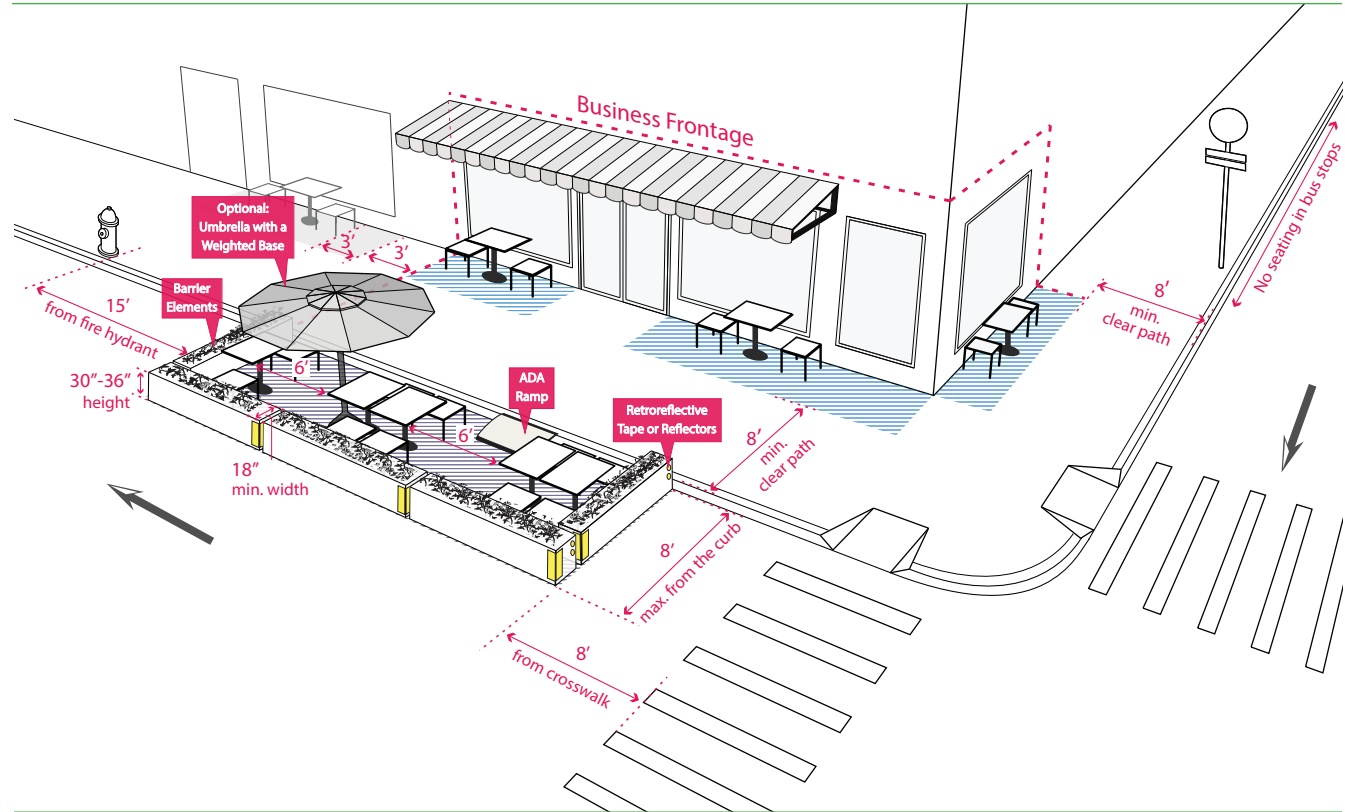 Business Frontage
No seating in bus stops
Optional:
Umbrella with a
Weighted Base
3’
3’
8’
min.
clear path
15’
from fire hydrant
Barrier
Elements
6’
30”-36”
height
ADA
Ramp
Retroreflective
Tape or Reflectors
6’
18”
min. width
8’
min.
clear path
8’
max. from the curb
8’
from crosswalk